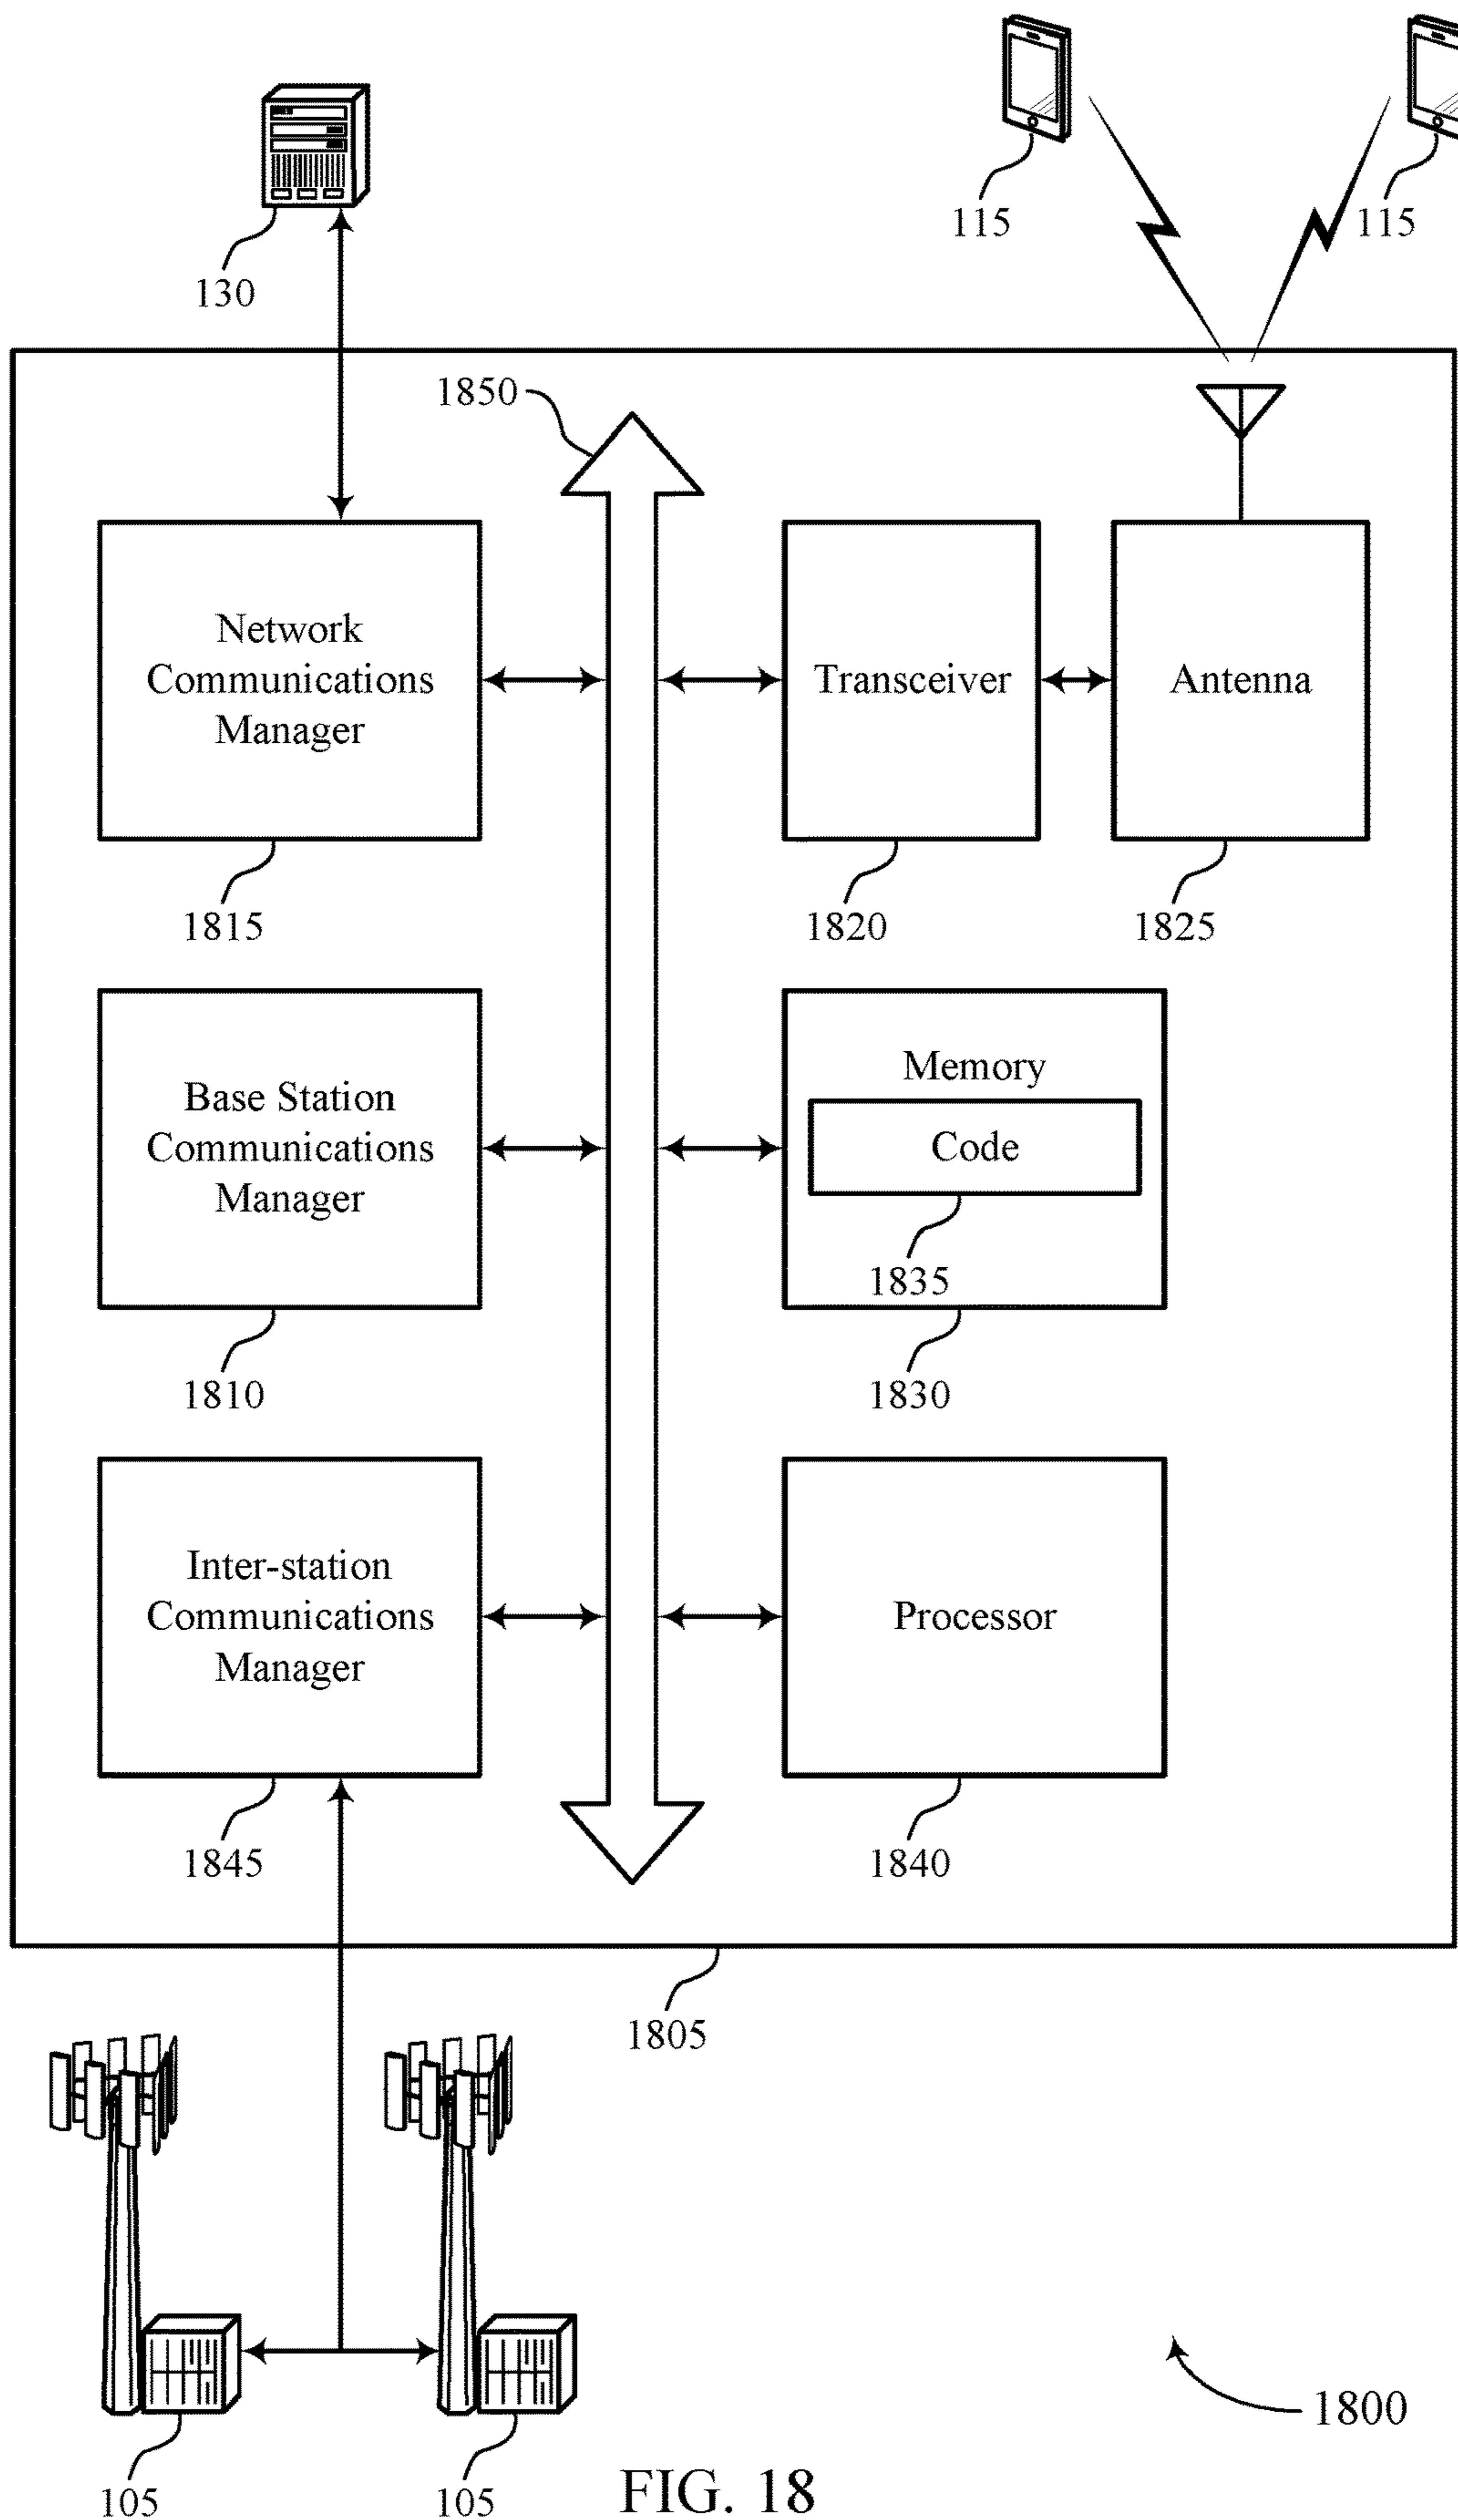 115
115
130
1850
Network
Communications
Manager
Transceiver
Antenna
1815
1820
1825
Base Station
Communications
Manager
Memory
Code
1835
1810
1830
Inter-station
Communications
Manager
Processor
1845
1840
1805
1800
105
105
FIG. 18